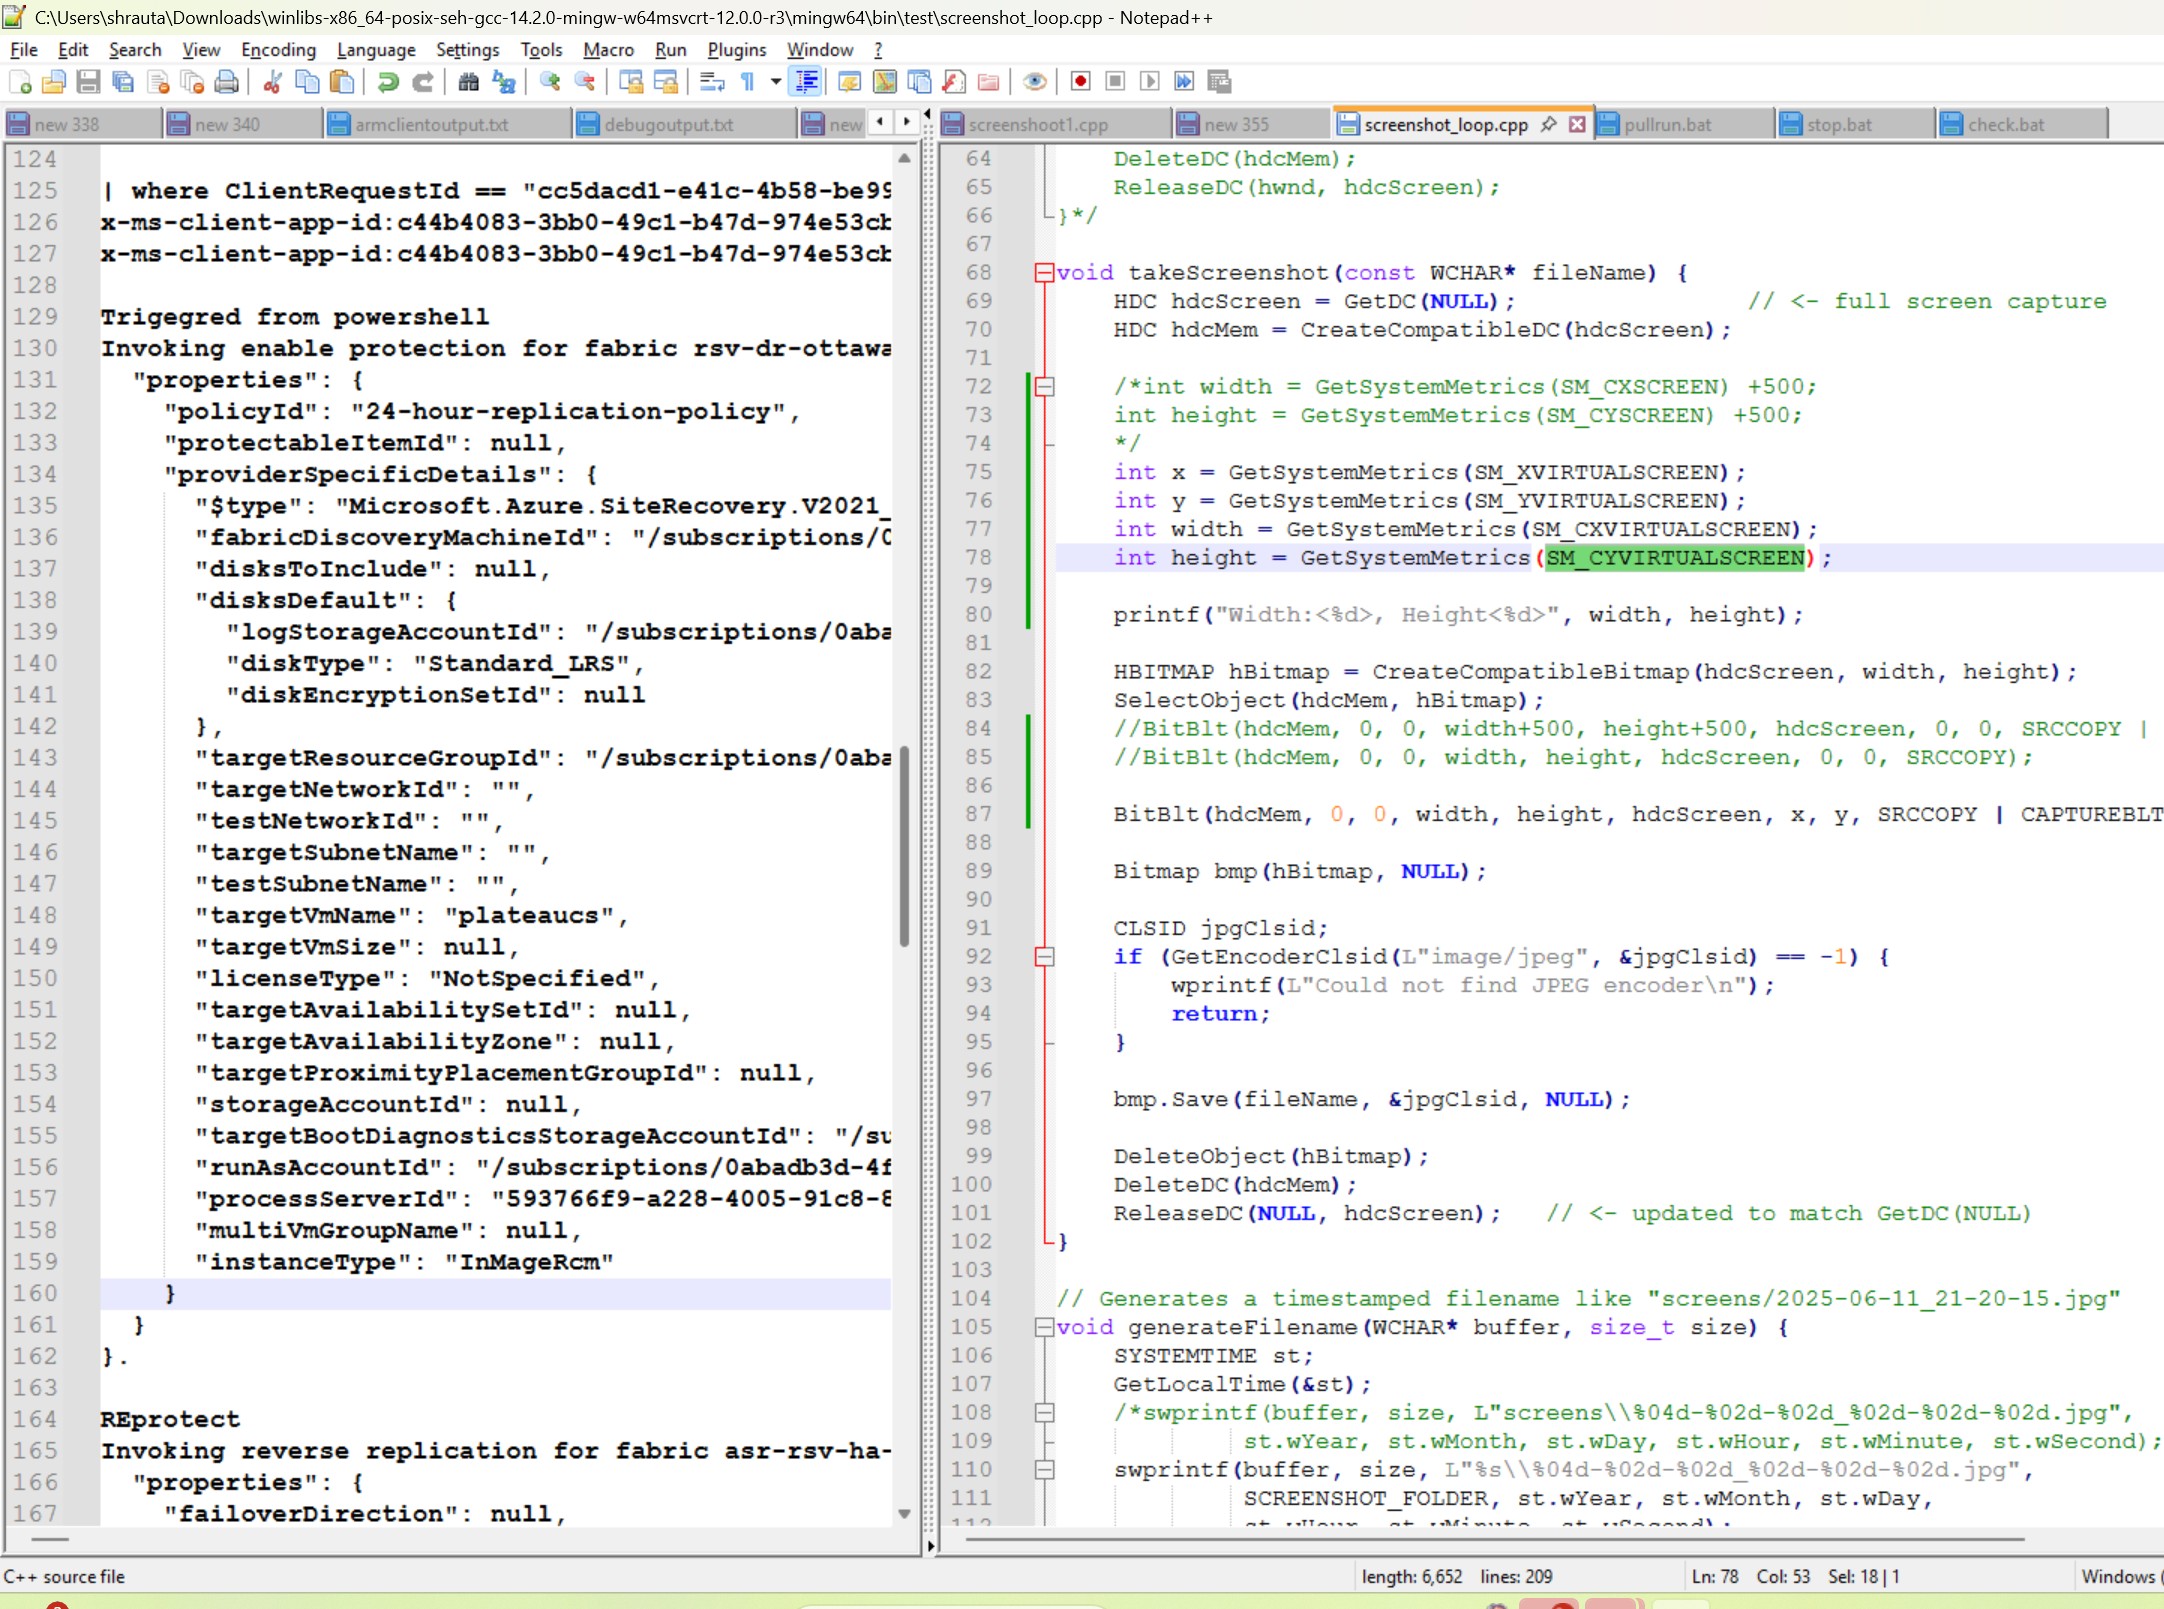 C:\Users\shrauta\Downloads\winlibs-x86_64-posix-seh-gcc-14.2.0-mingw-w64msvcrt-12.0.0-r3\mingw64\bin\test\screenshot_loop.cpp - Notepad++
File Edit Search View Encoding Language Settings Tools Macro Run Plugins Window ?
new 338 new 340 armclientoutput.txt debugoutput.txt new
124
125 | where ClientRequestId == "cc5dacd1-e41c-4b58-be99
126 x-ms-client-app-id:c44b4083-3bb0-49c1-b47d-974e53cb
127 x-ms-client-app-id:c44b4083-3bb0-49c1-b47d-974e53cb
128
129 Trigegred from powershell
130 Invoking enable protection for fabric rsv-dr-ottawa
131 "properties": {
132 "policyId": "24-hour-replication-policy",
133 "protectableItemId": null,
134 "providerSpecificDetails": {
135 "$type": "Microsoft.Azure.SiteRecovery.V2021_
136 "fabricDiscoveryMachineId": "/subscriptions/0
137 "disksToInclude": null,
138 "disksDefault": {
139 "logStorageAccountId": "/subscriptions/0aba
140 "diskType": "Standard_LRS",
141 "diskEncryptionSetId": null
142 },
143 "targetResourceGroupId": "/subscriptions/0aba
144 "targetNetworkId": "",
145 "testNetworkId": "",
146 "targetSubnetName": "",
147 "testSubnetName": "",
148 "targetVmName": "plateaucs",
149 "targetVmSize": null,
150 "licenseType": "NotSpecified",
151 "targetAvailabilitySetId": null,
152 "targetAvailabilityZone": null,
153 "targetProximityPlacementGroupId": null,
154 "storageAccountId": null,
155 "targetBootDiagnosticsStorageAccountId": "/su
156 "runAsAccountId": "/subscriptions/0abadb3d-4f
157 "processServerId": "593766f9-a228-4005-91c8-8
158 "multiVmGroupName": null,
159 "instanceType": "InMageRcm"
160 }
161 }
162 }.
163
164 REprotect
165 Invoking reverse replication for fabric asr-rsv-ha-
166 "properties": {
167 "failoverDirection": null,
screenshoot1.cpp new 355 screenshot_loop.cpp pullrun.bat stop.bat check.bat
64 DeleteDC(hdcMem);
65 ReleaseDC(hwnd, hdcScreen);
66 }*/
67
68 void takeScreenshot(const WCHAR* fileName) {
69 HDC hdcScreen = GetDC(NULL); // <- full screen capture
70 HDC hdcMem = CreateCompatibleDC(hdcScreen);
71
72 /*int width = GetSystemMetrics(SM_CXSCREEN) +500;
73 int height = GetSystemMetrics(SM_CYSCREEN) +500;
74 */
75 int x = GetSystemMetrics(SM_XVIRTUALSCREEN);
76 int y = GetSystemMetrics(SM_YVIRTUALSCREEN);
77 int width = GetSystemMetrics(SM_CXVIRTUALSCREEN);
78 int height = GetSystemMetrics(SM_CYVIRTUALSCREEN);
79
80 printf("Width:<%d>, Height<%d>", width, height);
81
82 HBITMAP hBitmap = CreateCompatibleBitmap(hdcScreen, width, height);
83 SelectObject(hdcMem, hBitmap);
84 //BitBlt(hdcMem, 0, 0, width+500, height+500, hdcScreen, 0, 0, SRCCOPY |
85 //BitBlt(hdcMem, 0, 0, width, height, hdcScreen, 0, 0, SRCCOPY);
86
87 BitBlt(hdcMem, 0, 0, width, height, hdcScreen, x, y, SRCCOPY | CAPTUREBLT
88
89 Bitmap bmp(hBitmap, NULL);
90
91 CLSID jpgClsid;
92 if (GetEncoderClsid(L"image/jpeg", &jpgClsid) == -1) {
93 wprintf(L"Could not find JPEG encoder\n");
94 return;
95 }
96
97 bmp.Save(fileName, &jpgClsid, NULL);
98
99 DeleteObject(hBitmap);
100 DeleteDC(hdcMem);
101 ReleaseDC(NULL, hdcScreen); // <- updated to match GetDC(NULL)
102 }
103
104 // Generates a timestamped filename like "screens/2025-06-11_21-20-15.jpg"
105 void generateFilename(WCHAR* buffer, size_t size) {
106 SYSTEMTIME st;
107 GetLocalTime(&st);
108 /*swprintf(buffer, size, L"screens\\%04d-%02d-%02d_%02d-%02d-%02d.jpg",
109 st.wYear, st.wMonth, st.wDay, st.wHour, st.wMinute, st.wSecond);
110 swprintf(buffer, size, L"%s\\%04d-%02d-%02d_%02d-%02d-%02d.jpg",
111 SCREENSHOT_FOLDER, st.wYear, st.wMonth, st.wDay,
112 st.wHour, st.wMinute, st.wSecond);
C++ source file length: 6,652 lines: 209 Ln: 78 Col: 53 Sel: 18 | 1 Windows (